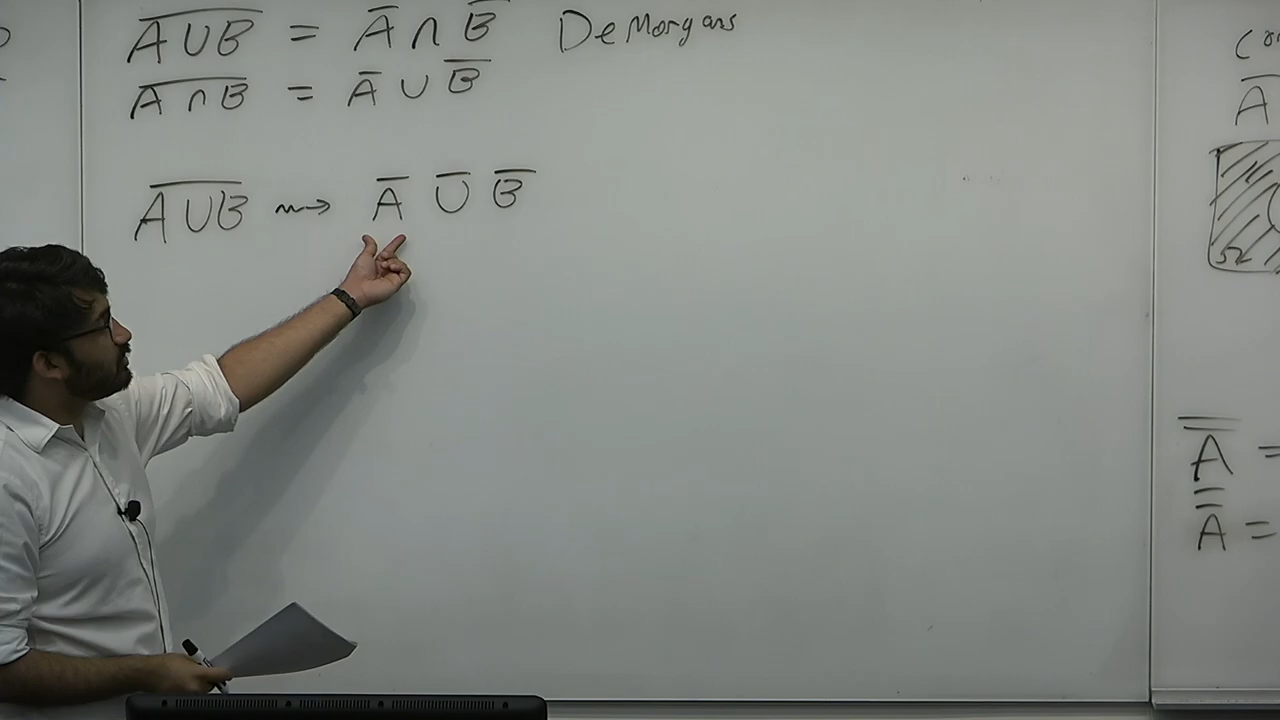 A̅ ̅∪̅ ̅B̅ = A̅ ∩ B̅ DeMorgans
A̅ ̅∩̅ ̅B̅ = A̅ ∪ B̅
A̅ ̅∪̅ ̅B̅ ⇝ A̅ ∪̅ B̅
A̅
Ω
A̿ =
A̿ =